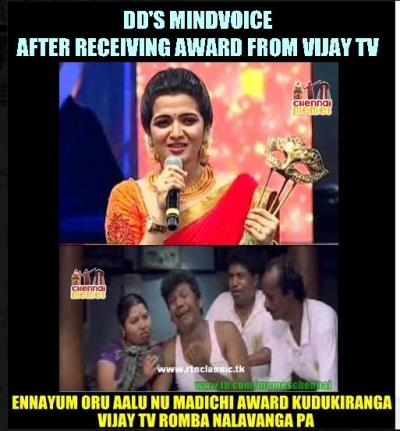 DD'S MINDVOICE
AFTER RECEIVING AWARD FROM VIJAY TV
CHENNAI
MEMES
CHENNAI
MEMES
www.rtsclassic.tk
www.fb.com/memeschennai
ENNAYUM ORU AALU NU MADICHI AWARD KUDUKIRANGA
VIJAY TV ROMBA NALAVANGA PA